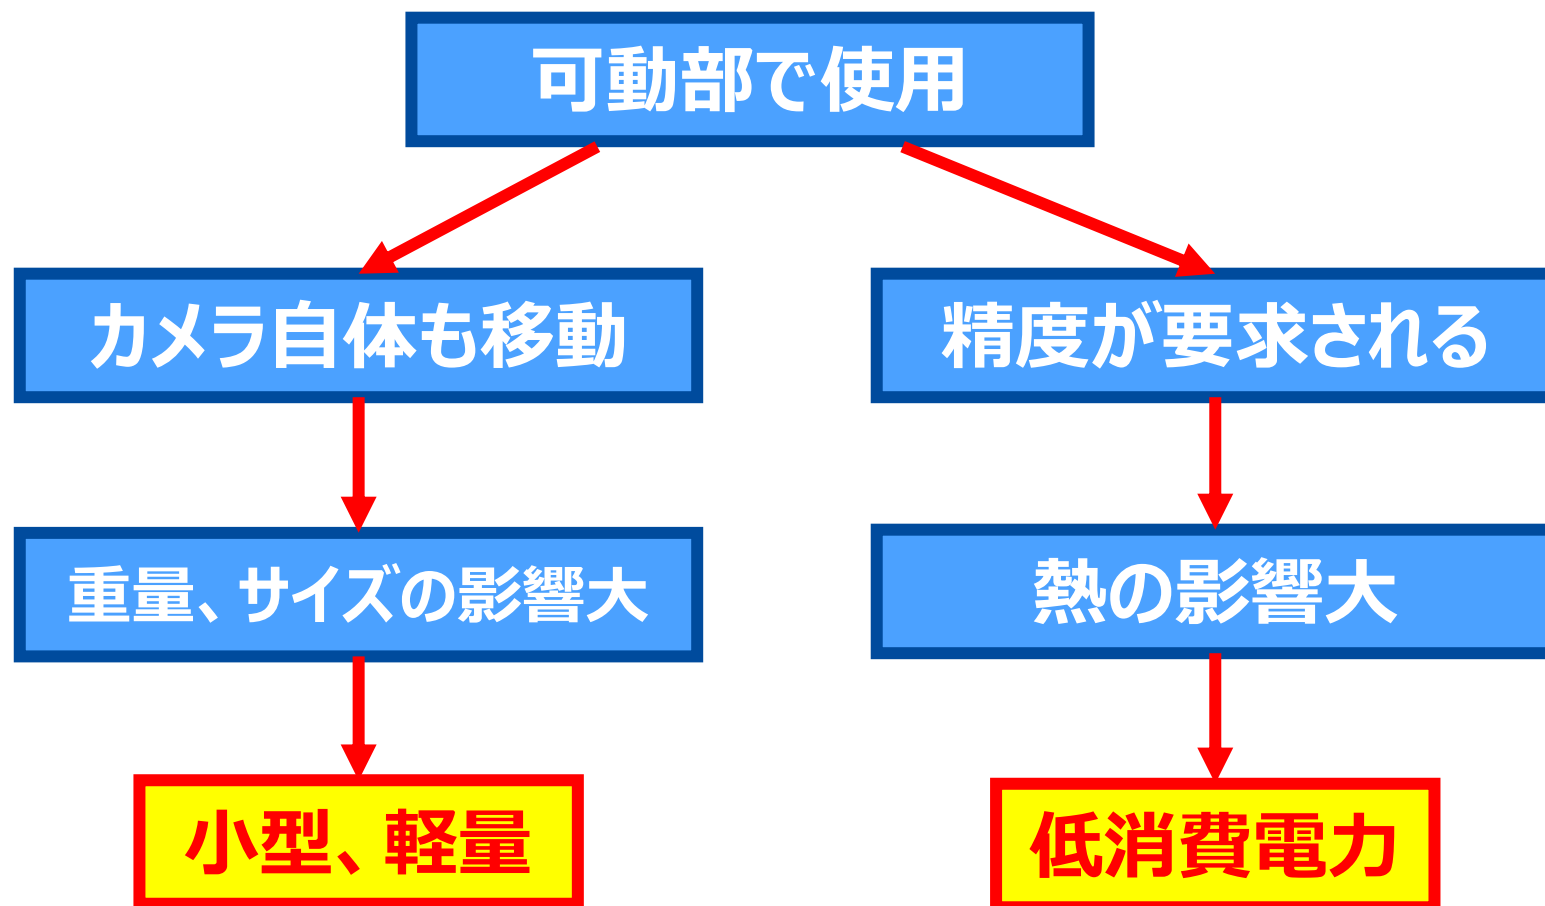 可動部で使用
カメラ自体も移動
精度が要求される
重量、サイズの影響大
熱の影響大
小型、軽量
低消費電力